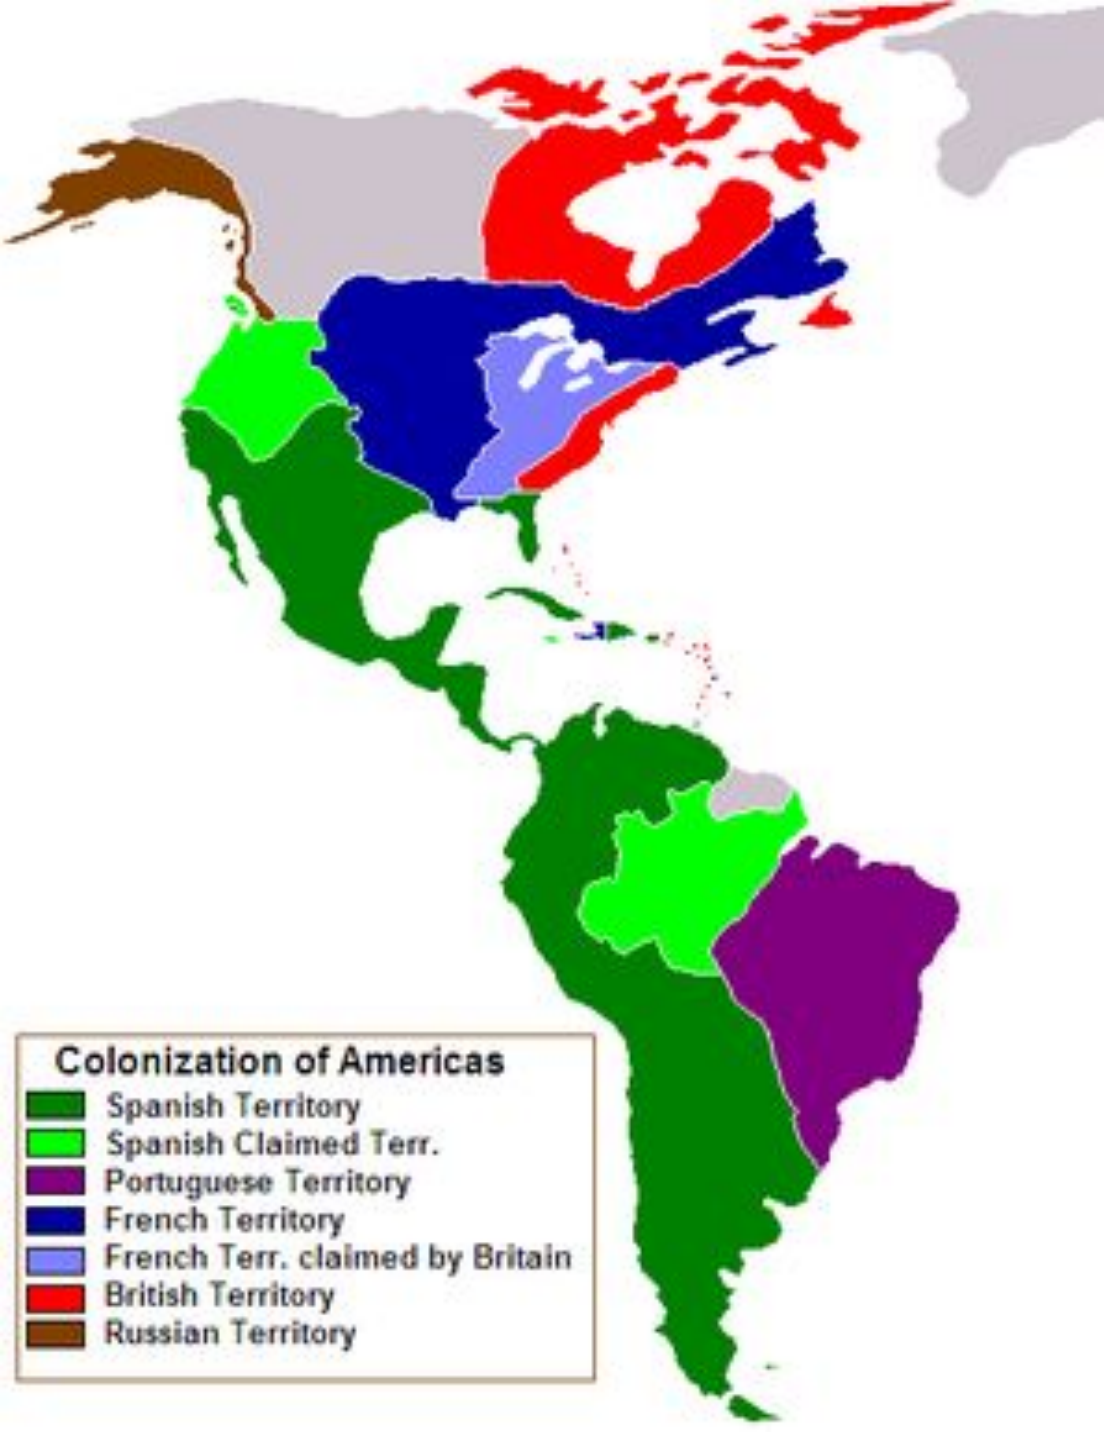 Colonization of Americas
Spanish Territory
Spanish Claimed Terr.
Portuguese Territory
French Territory
French Terr. claimed by Britain
British Territory
Russian Territory